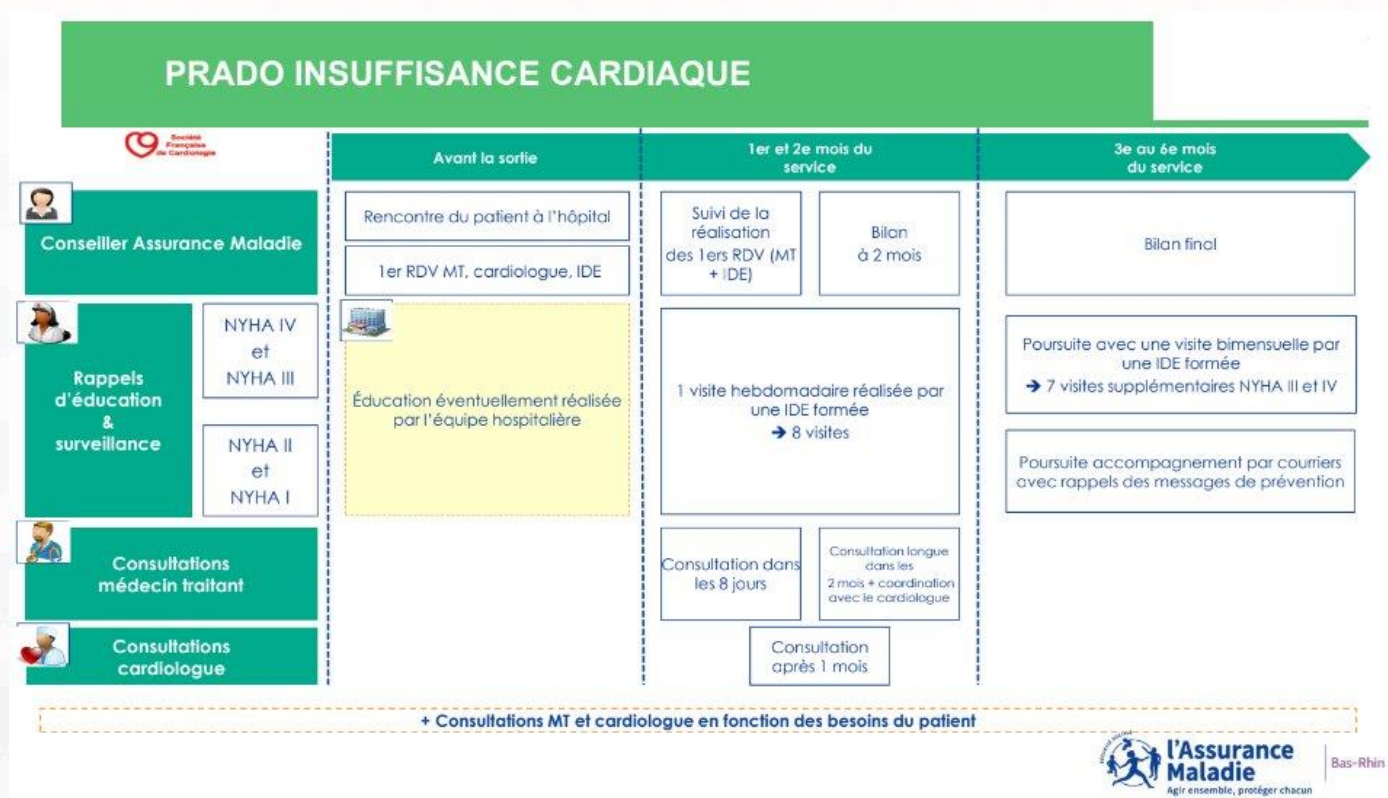 PRADO INSUFFISANCE CARDIAQUE
Société
Française
de Cardiologie
Avant la sortie
1er et 2e mois du
service
3e au 6e mois
du service
Conseiller Assurance Maladie
Rencontre du patient à l'hôpital
1er RDV MT, cardiologue, IDE
Suivi de la
réalisation
des 1ers RDV (MT
+ IDE)
Bilan
à 2 mois
Bilan final
Rappels
d'éducation
&
surveillance
NYHA IV
et
NYHA III
NYHA II
et
NYHA I
Éducation éventuellement réalisée
par l'équipe hospitalière
1 visite hebdomadaire réalisée par
une IDE formée
➔ 8 visites
Poursuite avec une visite bimensuelle par
une IDE formée
➔ 7 visites supplémentaires NYHA III et IV
Poursuite accompagnement par courriers
avec rappels des messages de prévention
Consultations
médecin traitant
Consultation dans
les 8 jours
Consultation longue
dans les
2 mois + coordination
avec le cardiologue
Consultations
cardiologue
Consultation
après 1 mois
+ Consultations MT et cardiologue en fonction des besoins du patient
l'Assurance
Maladie
Agir ensemble, protéger chacun
Bas-Rhin